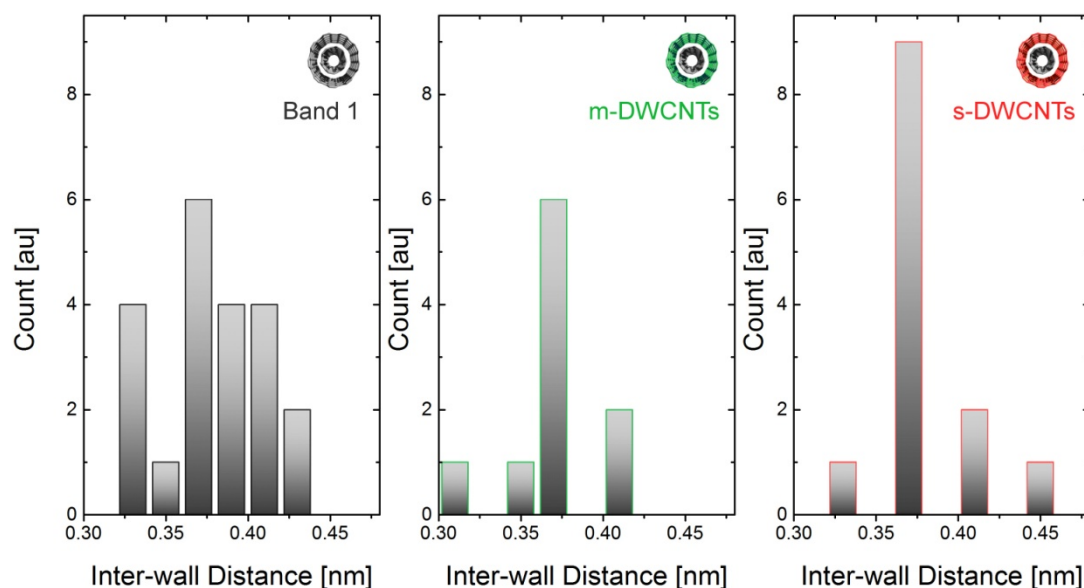 Band 1
Count [au]
8
6
4
2
0
0.30 0.35 0.40 0.45
Inter-wall Distance [nm]
m-DWCNTs
Count [au]
8
6
4
2
0
0.30 0.35 0.40 0.45
Inter-wall Distance [nm]
s-DWCNTs
Count [au]
8
6
4
2
0
0.30 0.35 0.40 0.45
Inter-wall Distance [nm]